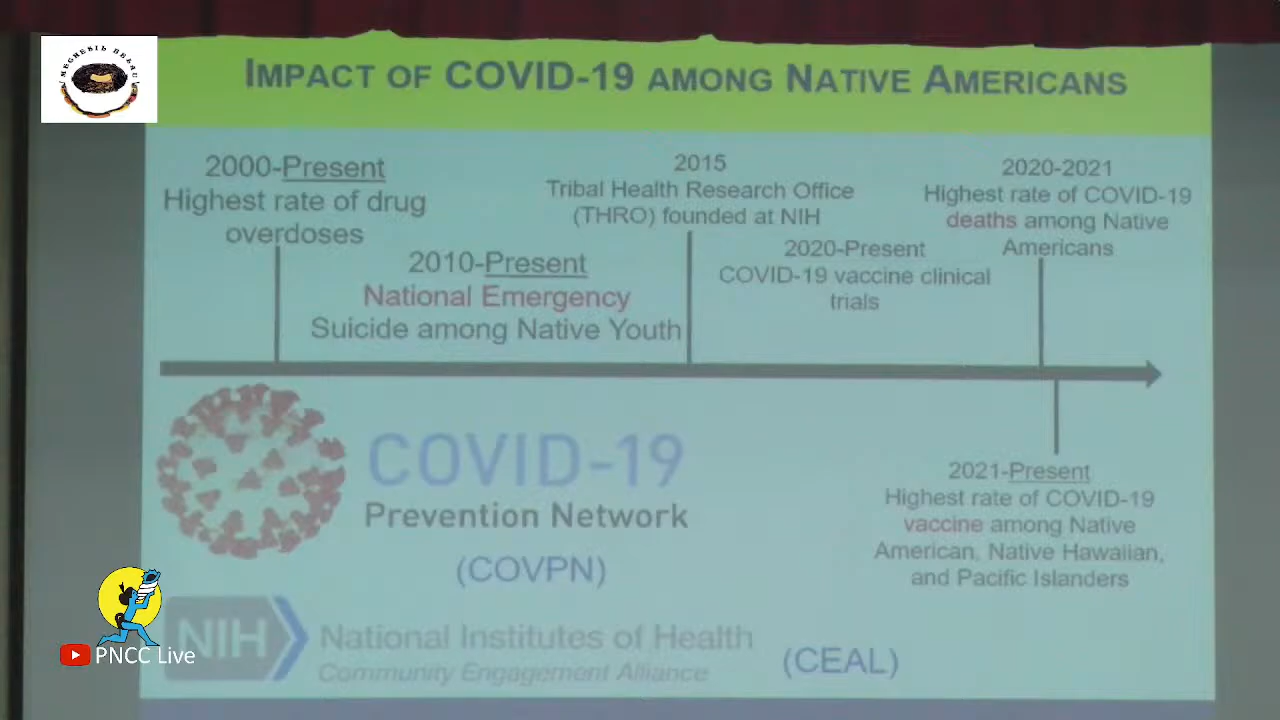 IMPACT OF COVID-19 AMONG NATIVE AMERICANS
2000-Present
Highest rate of drug
overdoses
2010-Present
National Emergency
Suicide among Native Youth
2015
Tribal Health Research Office
(THRO) founded at NIH
2020-Present
COVID-19 vaccine clinical
trials
2020-2021
Highest rate of COVID-19
deaths among Native
Americans
2021-Present
Highest rate of COVID-19
vaccine among Native
American, Native Hawaiian,
and Pacific Islanders
COVID-19
Prevention Network
(COVPN)
NIH
National Institutes of Health
Community Engagement Alliance
(CEAL)
PNCC Live